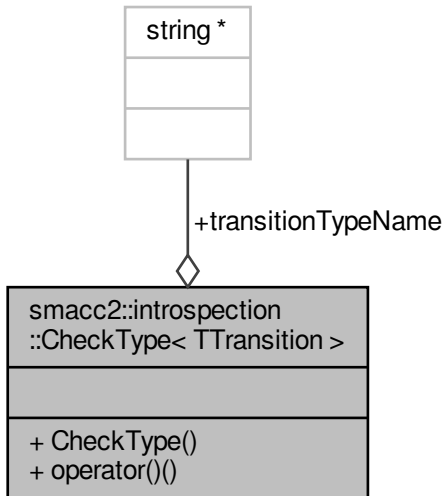 string *
+transitionTypeName
smacc2::introspection
::CheckType< TTransition >
+ CheckType()
+ operator()()